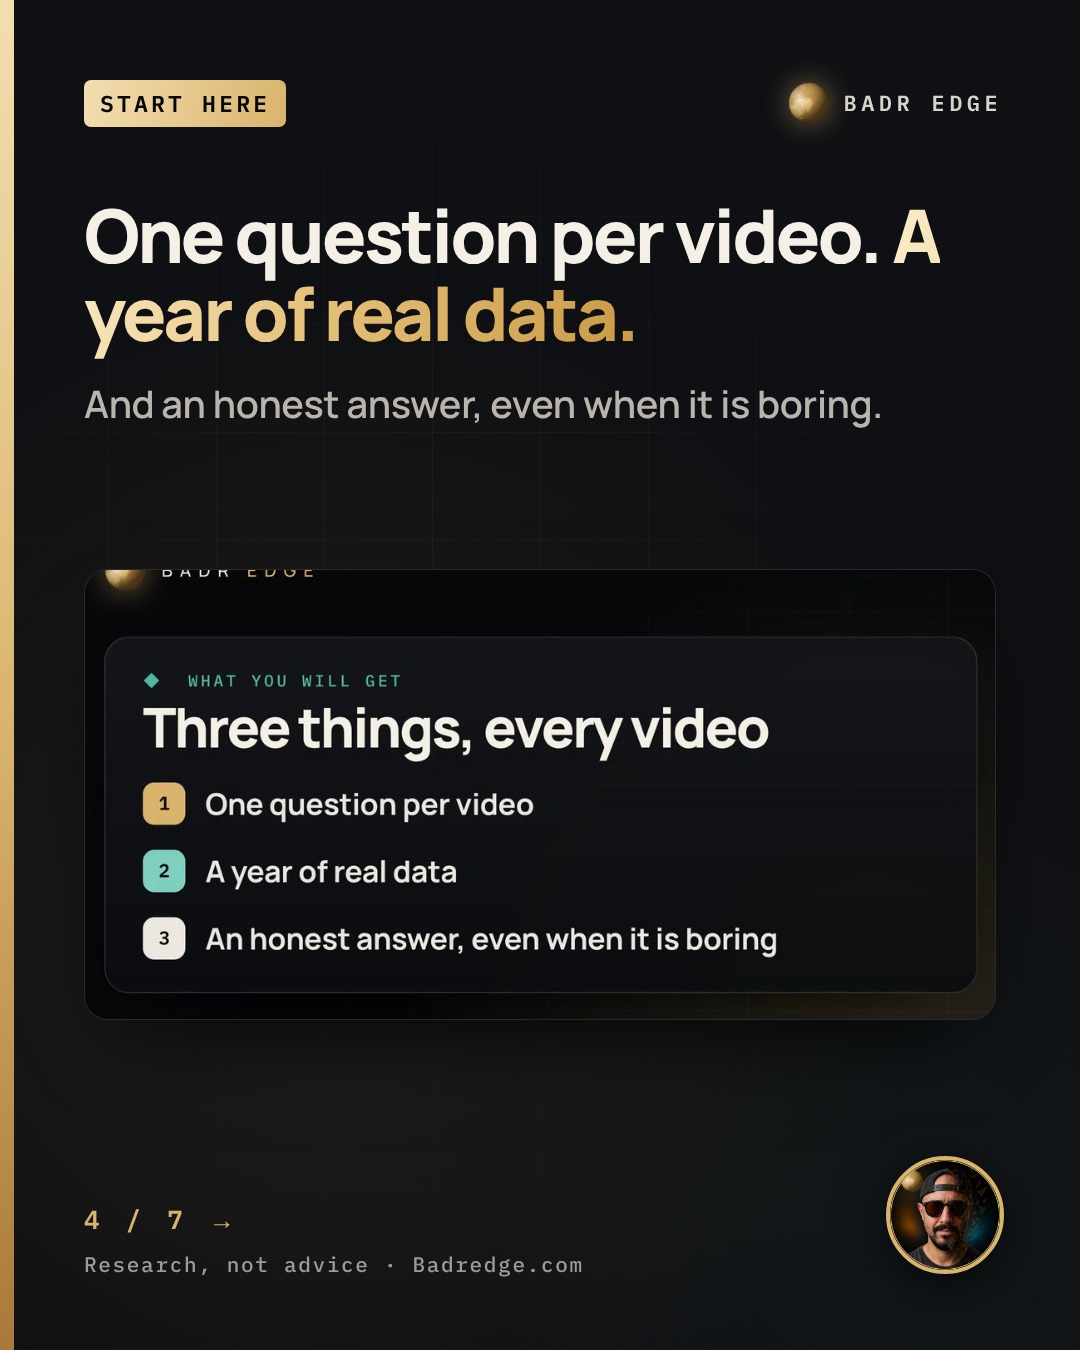 START HERE
BADR EDGE
One question per video. A
year of real data.
And an honest answer, even when it is boring.
BADR EDGE
WHAT YOU WILL GET
Three things, every video
1 One question per video
2 A year of real data
3 An honest answer, even when it is boring
4 / 7 →
Research, not advice · Badredge.com